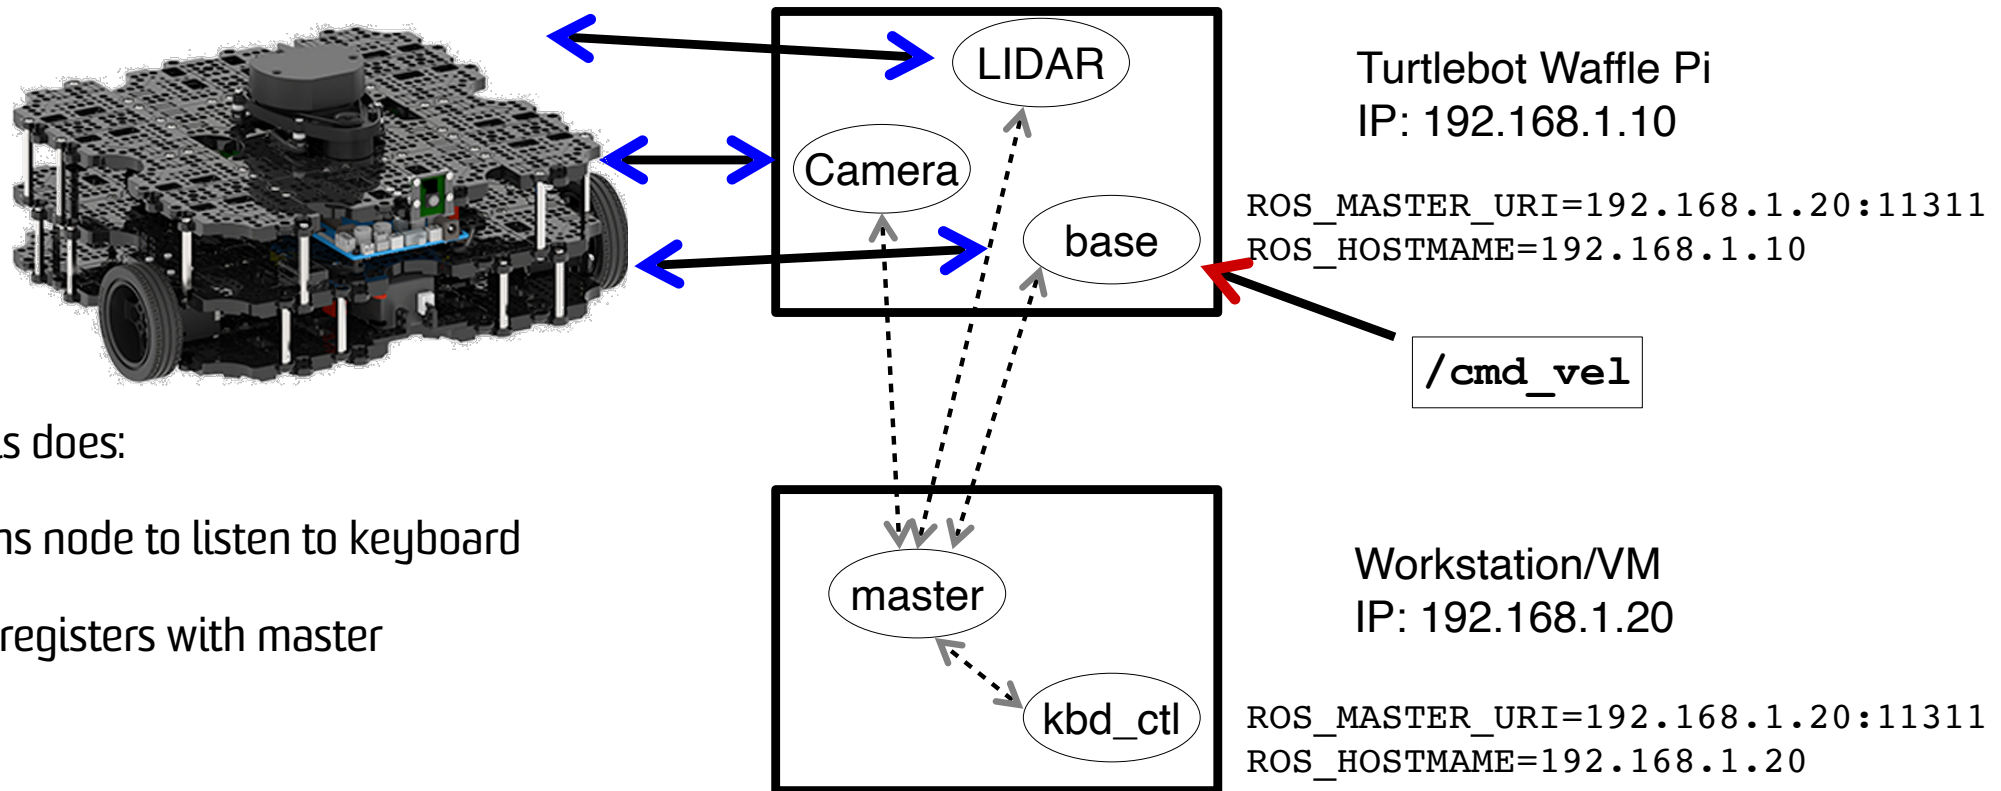 LIDAR
Camera
base
Turtlebot Waffle Pi
IP: 192.168.1.10
ROS_MASTER_URI=192.168.1.20:11311
ROS_HOSTMAME=192.168.1.10
/cmd_vel
s does:
ns node to listen to keyboard
registers with master
master
kbd_ctl
Workstation/VM
IP: 192.168.1.20
ROS_MASTER_URI=192.168.1.20:11311
ROS_HOSTMAME=192.168.1.20